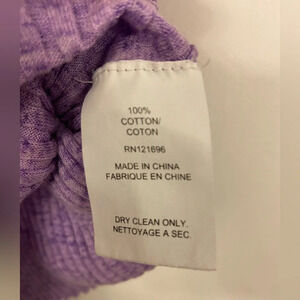 100%
COTTON/
COTON
RN121696
MADE IN CHINA
FABRIQUE EN CHINE
DRY CLEAN ONLY.
NETTOYAGE A SEC.